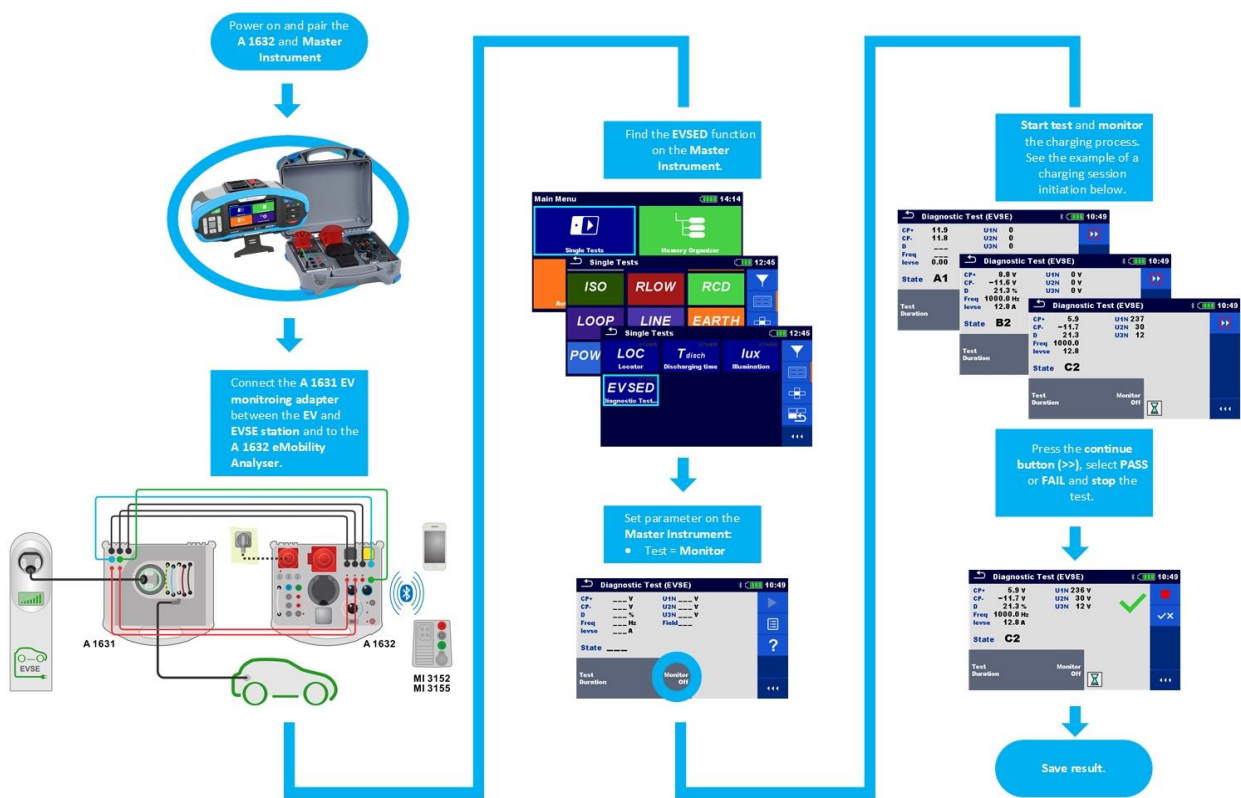 Power on and pair the
A 1632 and Master
Instrument
Connect the A 1631 EV
monitroing adapter
between the EV and
EVSE station and to the
A 1632 eMobility
Analyser.
A 1631
A 1632
EVSE
MI 3152
MI 3155
Find the EVSED function
on the Master
Instrument.
Main Menu 14:14
Single Tests
Memory Organizer
Single Tests 12:45
ISO RLOW RCD
LOOP LINE EARTH
POW
Single Tests 12:45
LOC Tdisch lux
Locator Discharging time Illumination
EVSED
Diagnostic Test...
Set parameter on the
Master Instrument:
• Test = Monitor
Diagnostic Test (EVSE) 10:49
CP+ ___ V U1N ___ V
CP- ___ V U2N ___ V
D ___ % U3N ___ V
Freq ___ Hz Field___
Ievse ___ A
State ___
Test Monitor
Duration Off
Start test and monitor
the charging process.
See the example of a
charging session
initiation below.
Diagnostic Test (EVSE) 10:49
CP+ 11.9 U1N 0
CP- 11.8 U2N 0
D ___ U3N 0
Freq ___
Ievse 0.00
State A1
Test
Duration
Diagnostic Test (EVSE) 10:49
CP+ 8.8 V U1N 0 V
CP- -11.6 V U2N 0 V
D 21.3 % U3N 0 V
Freq 1000.0 Hz
Ievse 12.8 A
State B2
Test
Duration
Diagnostic Test (EVSE) 10:49
CP+ 5.9 U1N 237
CP- -11.7 U2N 30
D 21.3 U3N 12
Freq 1000.0
Ievse 12.8
State C2
Test Monitor
Duration Off
Press the continue
button (>>), select PASS
or FAIL and stop the
test.
Diagnostic Test (EVSE) 10:49
CP+ 5.9 V U1N 236 V
CP- -11.7 V U2N 30 V
D 21.3 % U3N 12 V
Freq 1000.0 Hz
Ievse 12.8 A
State C2
Test Monitor
Duration Off
Save result.